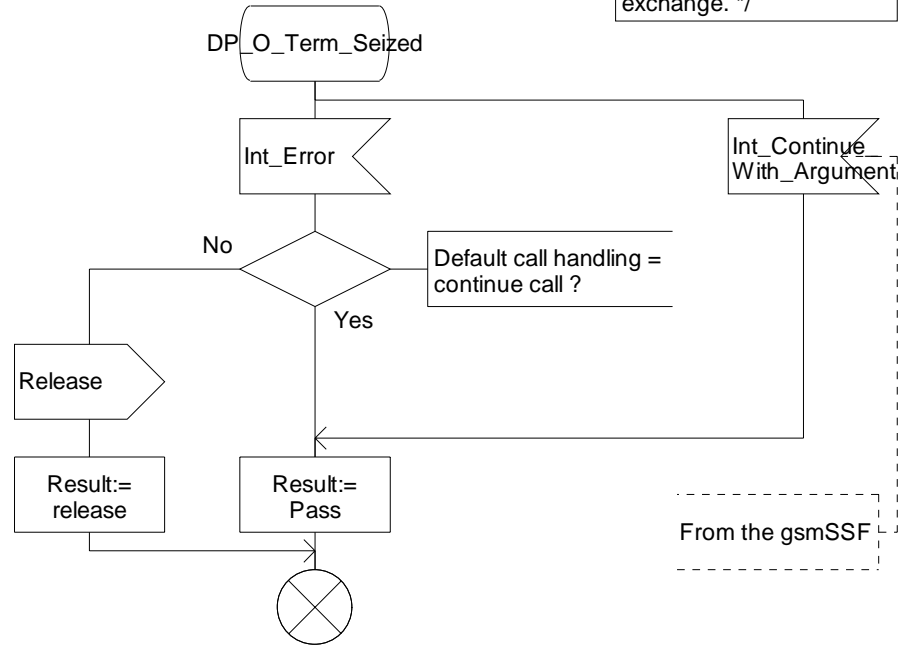 exchange. */
DP_O_Term_Seized
Int_Error
Int_Continue_
With_Argument
No
Default call handling =
continue call ?
Yes
Release
Result:=
release
Result:=
Pass
From the gsmSSF